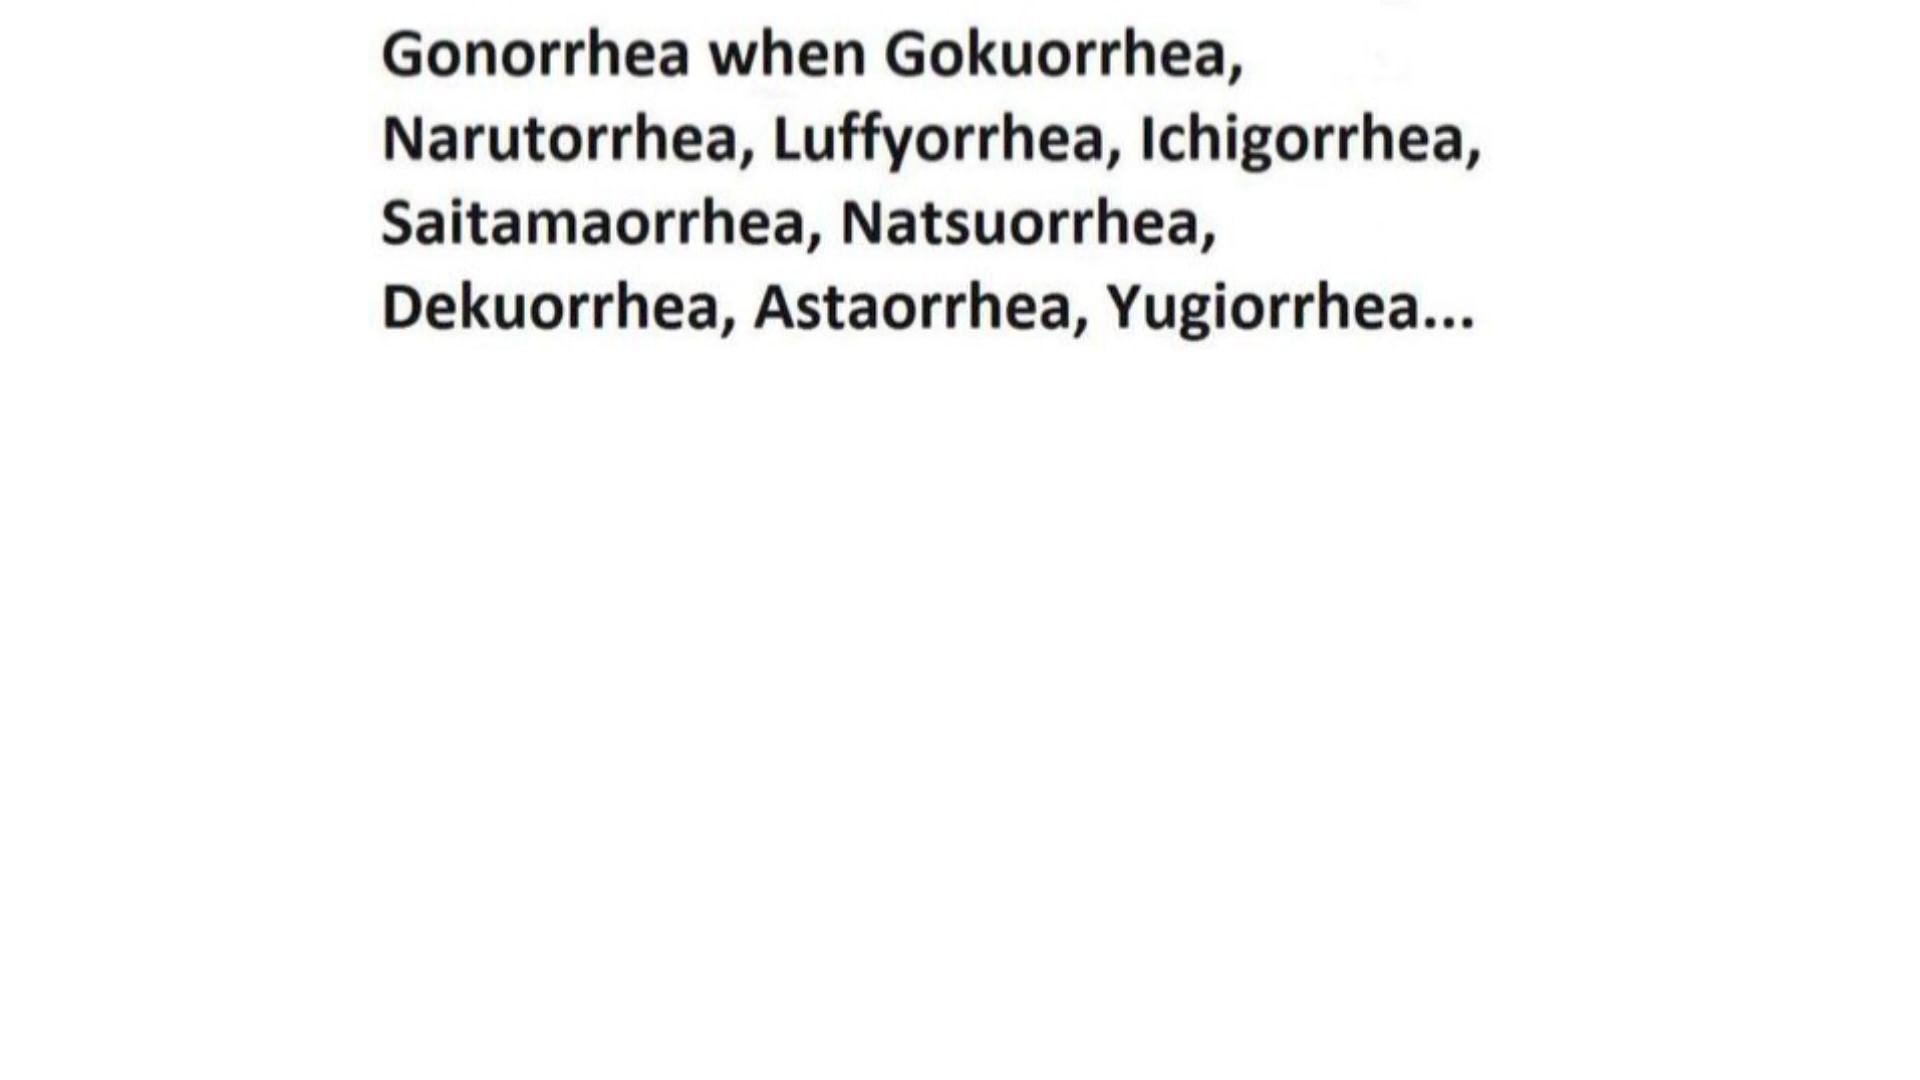 Gonorrhea when Gokuorrhea,
Narutorrhea, Luffyorrhea, Ichigorrhea,
Saitamaorrhea, Natsuorrhea,
Dekuorrhea, Astaorrhea, Yugiorrhea...